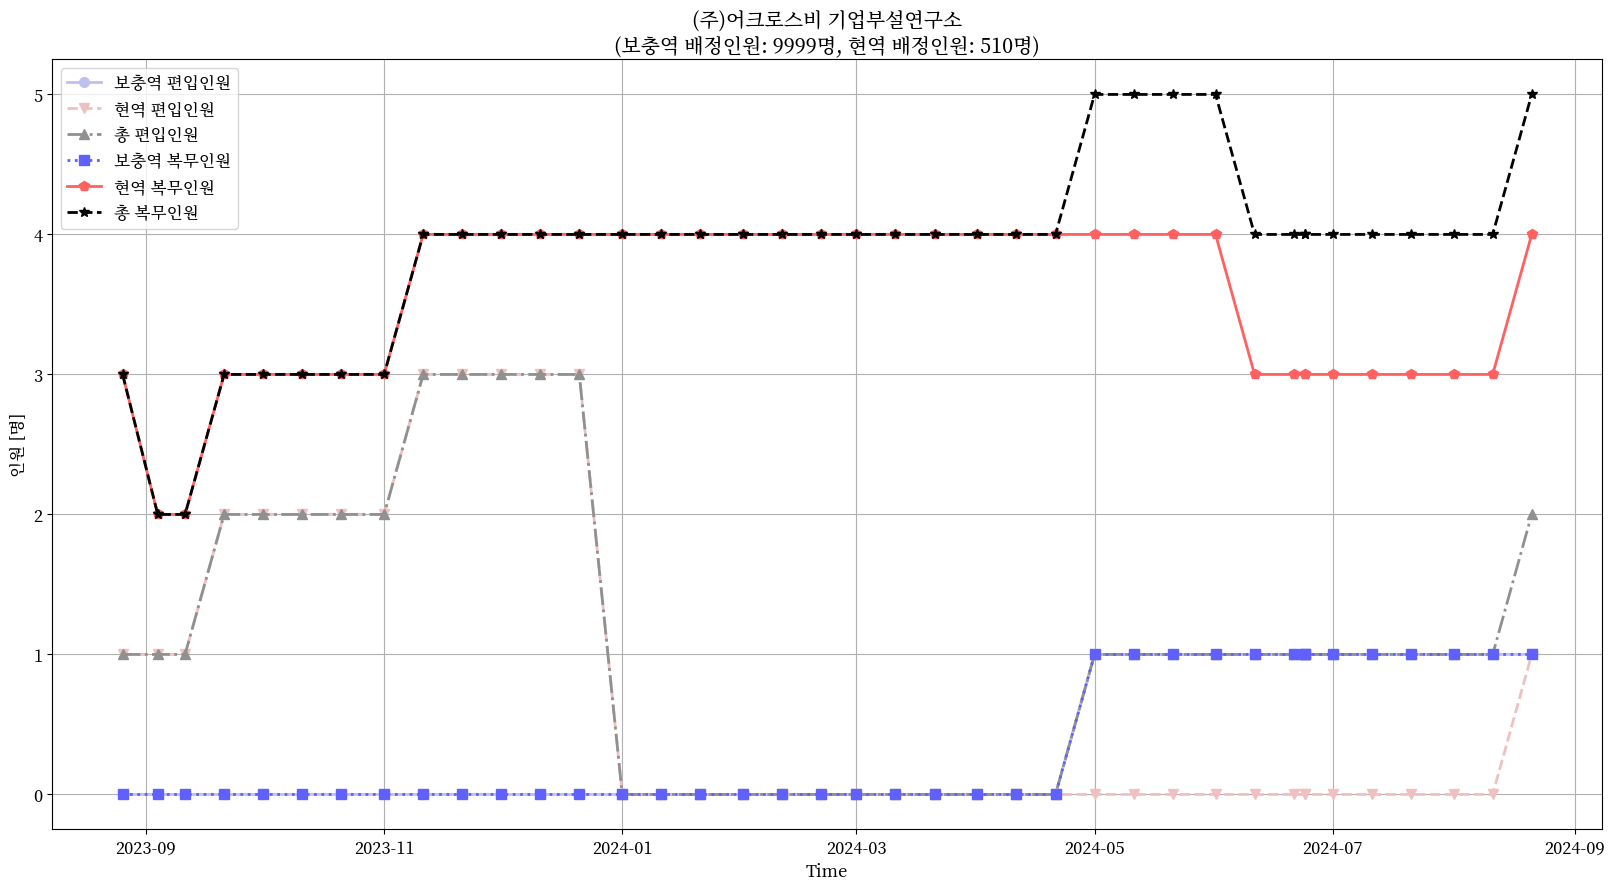 (주)어크로스비 기업부설연구소
(보충역 배정인원: 9999명, 현역 배정인원: 510명)
보충역 편입인원
현역 편입인원
총 편입인원
보충역 복무인원
현역 복무인원
총 복무인원
인원 [명]
5
4
3
2
1
0
2023-09 2023-11 2024-01 2024-03 2024-05 2024-07 2024-09
Time